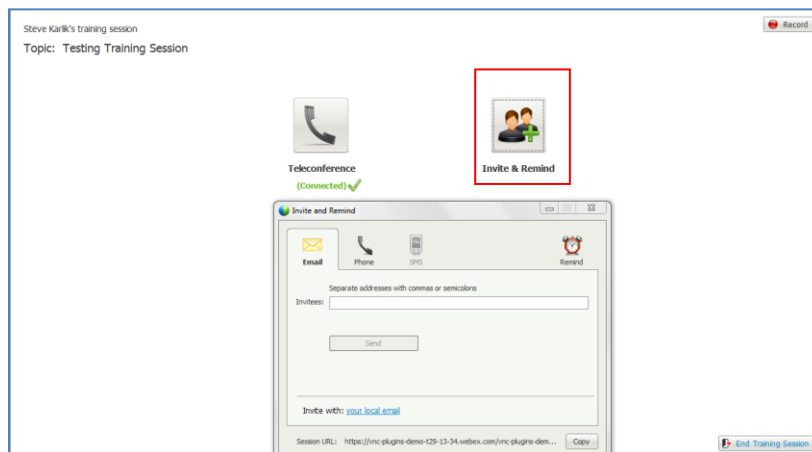 Steve Karlik's training session
Record
Topic: Testing Training Session
Teleconference
(Connected)
Invite & Remind
Invite and Remind
Email
Phone
SMS
Remind
Separate addresses with commas or semicolons
Invitees:
Send
Invite with: your local email
Session URL: https://vnc-plugins-demo-t29-13-34.webex.com/vnc-plugins-dem... Copy
End Training Session